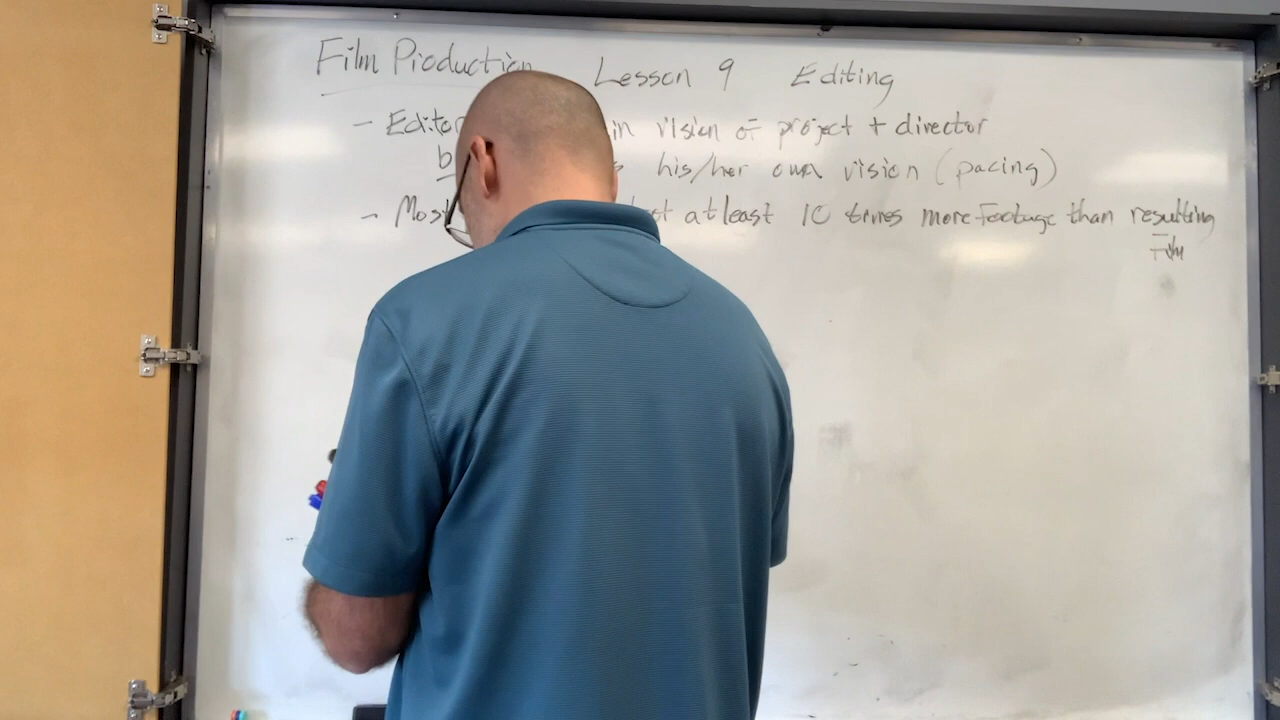 Film Production Lesson 9 Editing
- Editor in vision of project + director
b his/her own vision (pacing)
- Most at least 10 times more footage than resulting
Film